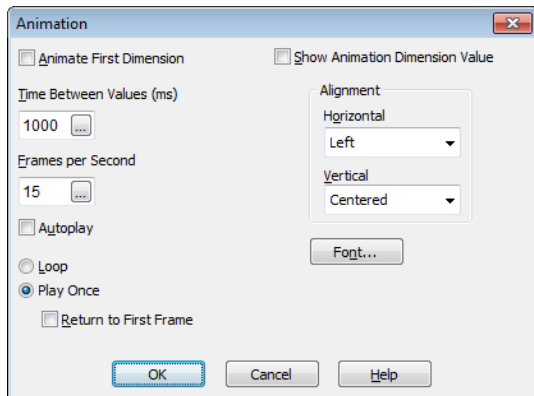 Animation
Animate First Dimension
Show Animation Dimension Value
Time Between Values (ms)
1000 ...
Frames per Second
15 ...
Autoplay
Loop
Play Once
Return to First Frame
Alignment
Horizontal
Left
Vertical
Centered
Font...
OK
Cancel
Help